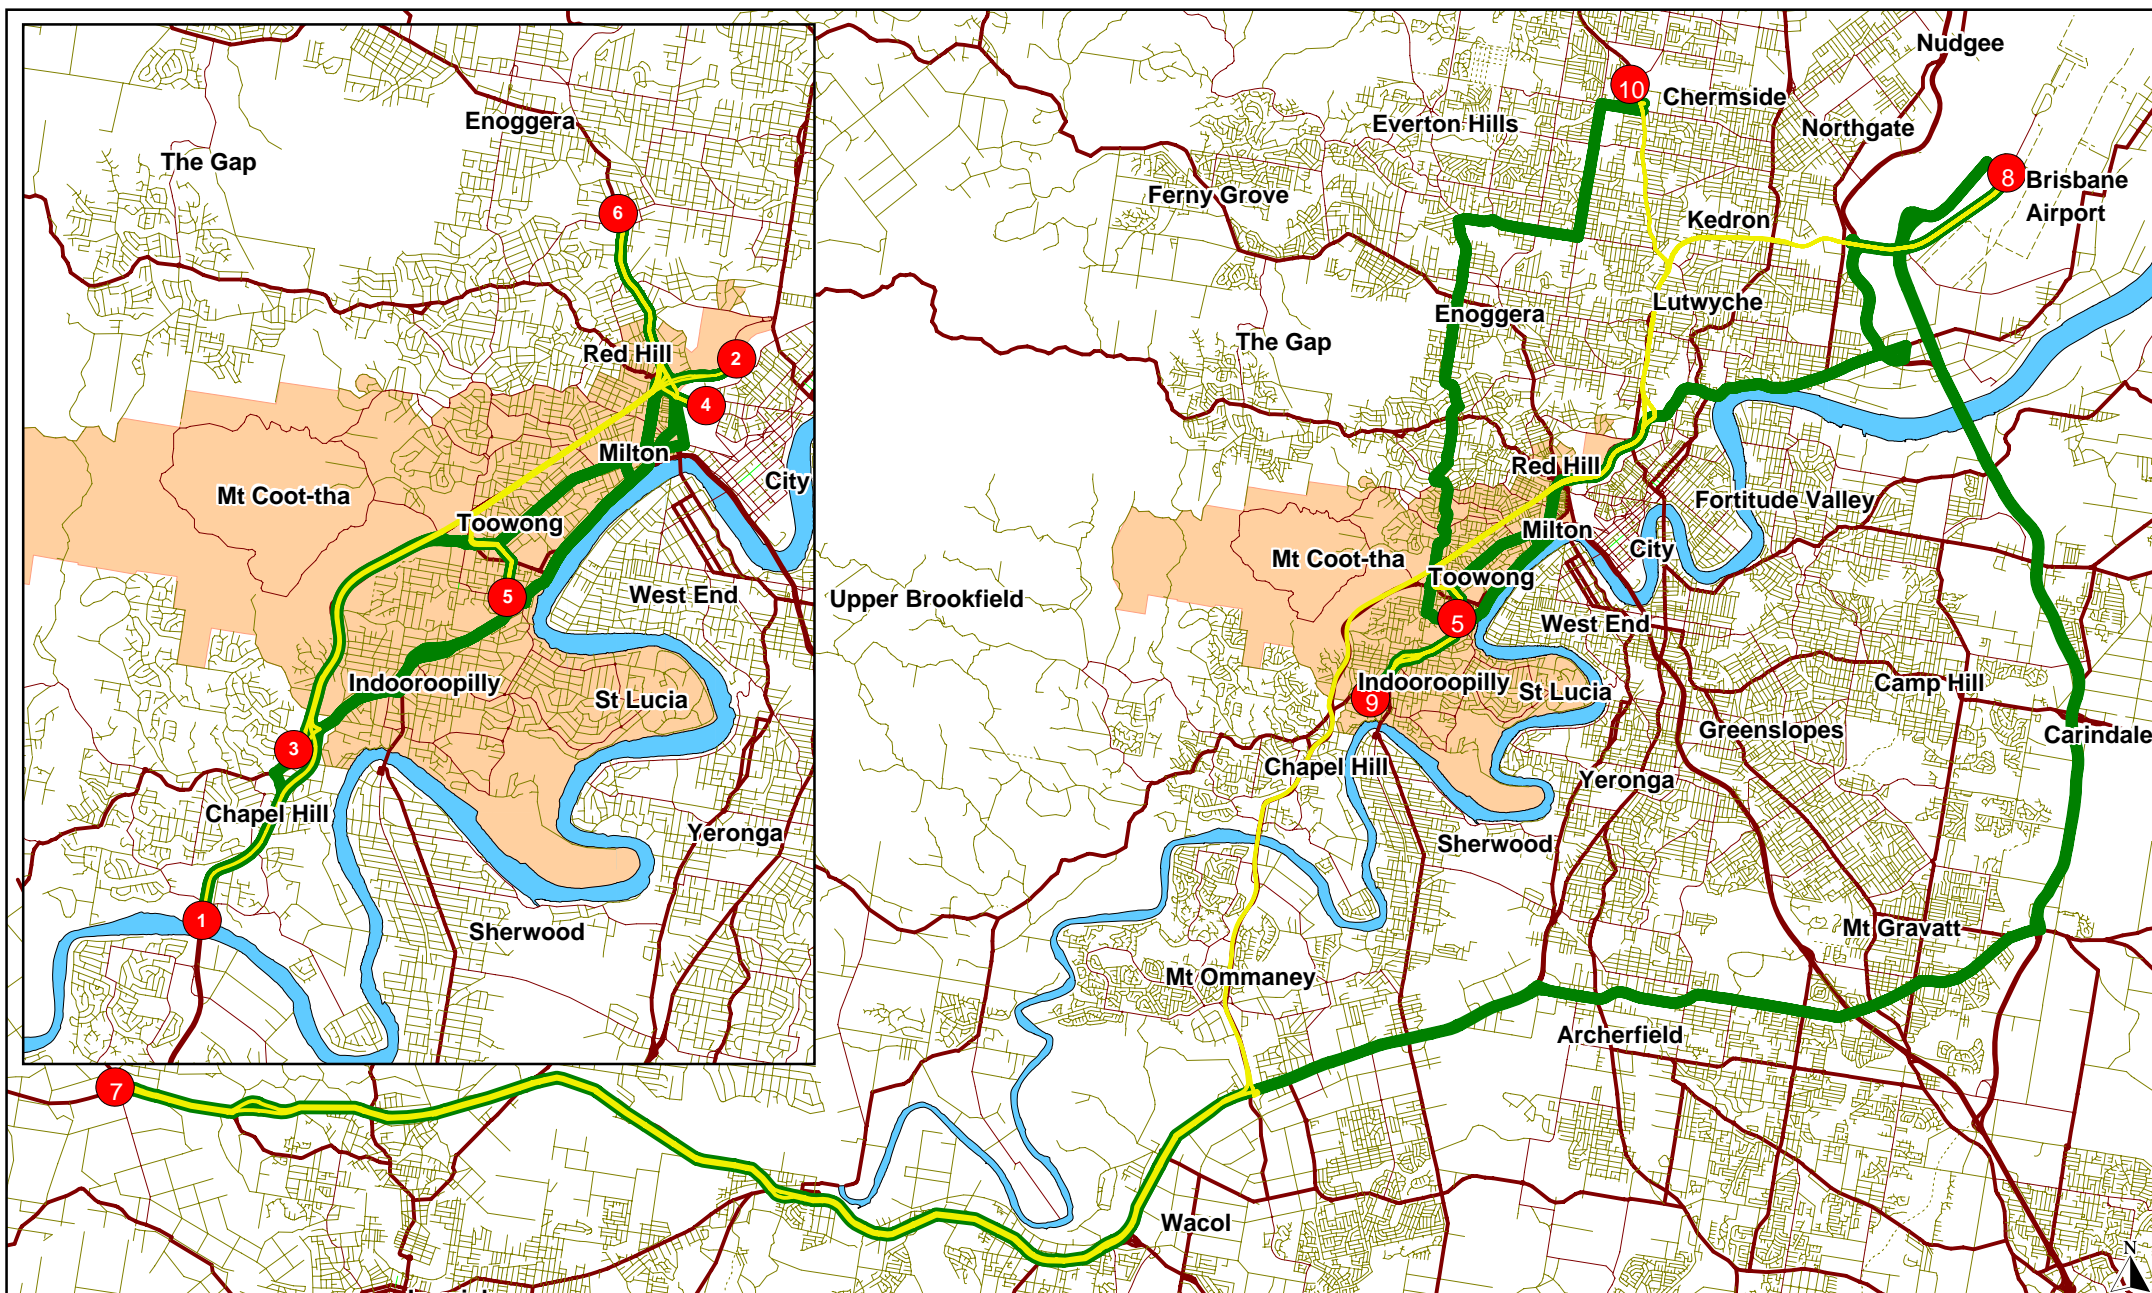 Enoggera
The Gap
6
Red Hill
2
4
Milton
City
Mt Coot-tha
Toowong
5
West End
Indooroopilly
St Lucia
3
Chapel Hill
Yeronga
1
Sherwood
Nudgee
10
Chermside
Everton Hills
Northgate
8
Brisbane
Airport
Ferny Grove
Kedron
Lutwyche
Enoggera
The Gap
Red Hill
Fortitude Valley
Milton
City
Mt Coot-tha
Toowong
Upper Brookfield
5
West End
Indooroopilly
St Lucia
9
Camp Hill
Greenslopes
Carindale
Chapel Hill
Yeronga
Sherwood
Mt Gravatt
Mt Ommaney
Archerfield
7
Wacol
N